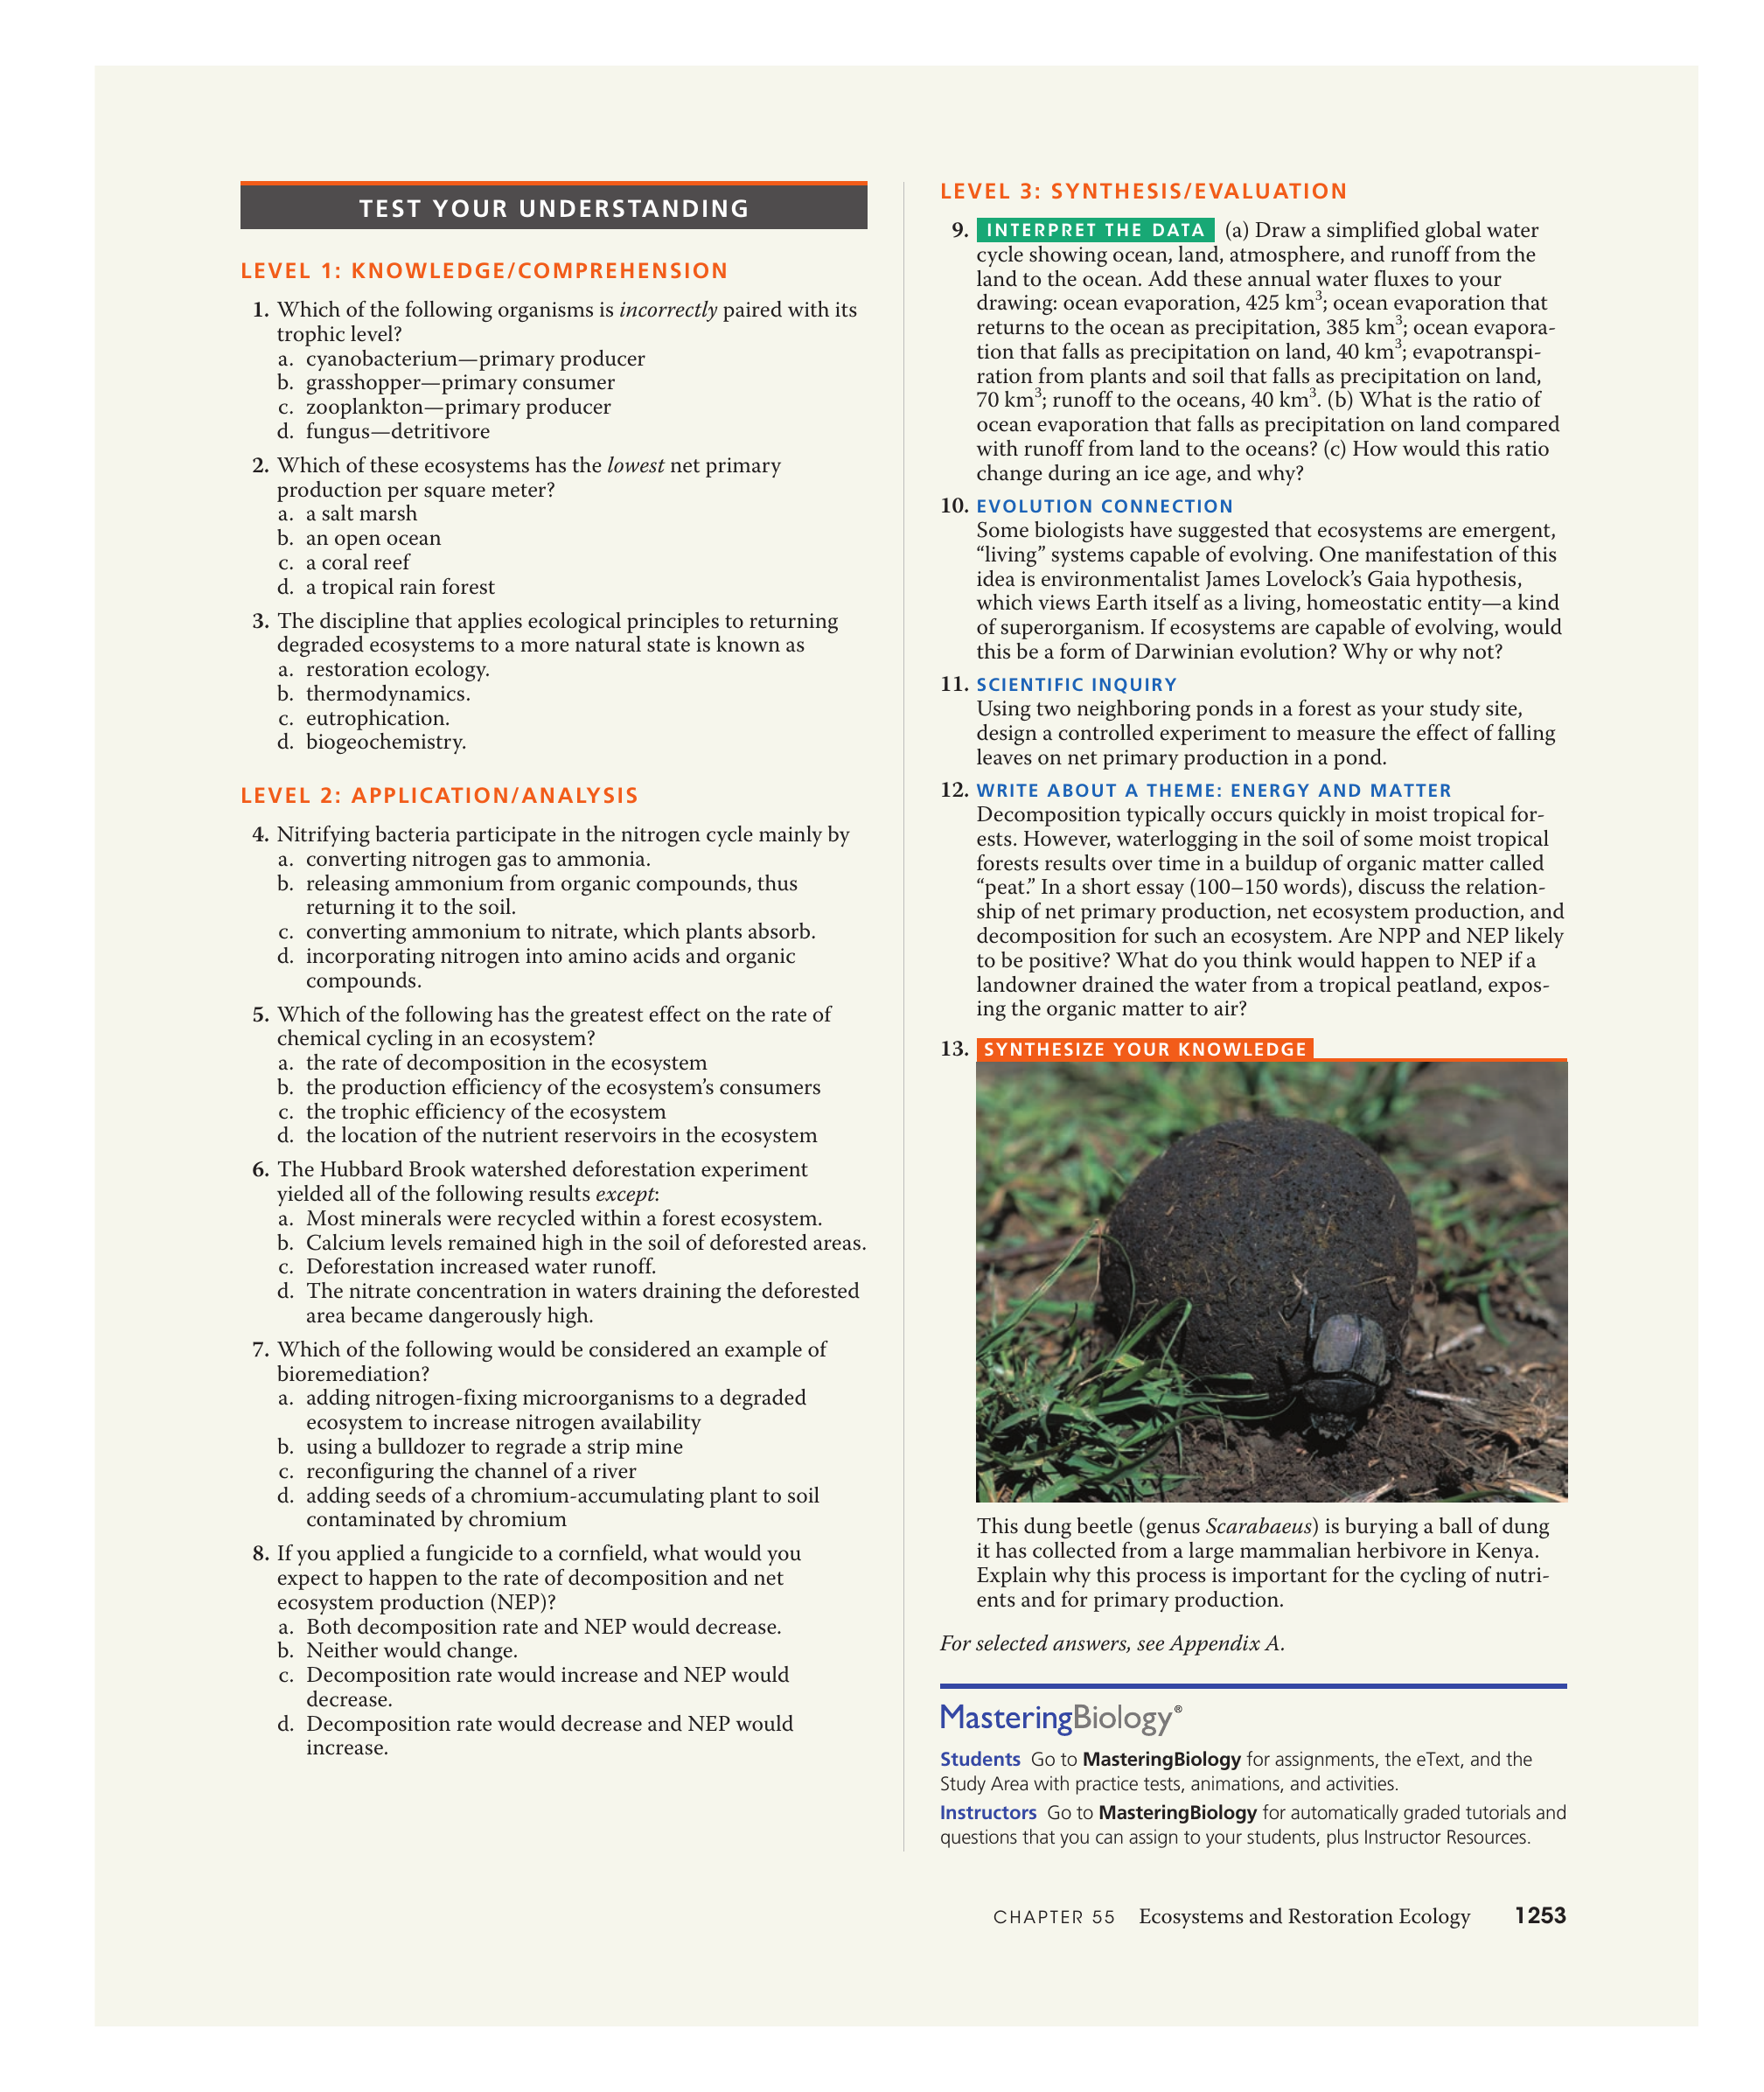 TEST YOUR UNDERSTANDING
LEVEL 1: KNOWLEDGE/COMPREHENSION
1. Which of the following organisms is incorrectly paired with its
trophic level?
a. cyanobacterium—primary producer
b. grasshopper—primary consumer
c. zooplankton—primary producer
d. fungus—detritivore
2. Which of these ecosystems has the lowest net primary
production per square meter?
a. a salt marsh
b. an open ocean
c. a coral reef
d. a tropical rain forest
3. The discipline that applies ecological principles to returning
degraded ecosystems to a more natural state is known as
a. restoration ecology.
b. thermodynamics.
c. eutrophication.
d. biogeochemistry.
LEVEL 2: APPLICATION/ANALYSIS
4. Nitrifying bacteria participate in the nitrogen cycle mainly by
a. converting nitrogen gas to ammonia.
b. releasing ammonium from organic compounds, thus
returning it to the soil.
c. converting ammonium to nitrate, which plants absorb.
d. incorporating nitrogen into amino acids and organic
compounds.
5. Which of the following has the greatest effect on the rate of
chemical cycling in an ecosystem?
a. the rate of decomposition in the ecosystem
b. the production efficiency of the ecosystem's consumers
c. the trophic efficiency of the ecosystem
d. the location of the nutrient reservoirs in the ecosystem
6. The Hubbard Brook watershed deforestation experiment
yielded all of the following results except:
a. Most minerals were recycled within a forest ecosystem.
b. Calcium levels remained high in the soil of deforested areas.
c. Deforestation increased water runoff.
d. The nitrate concentration in waters draining the deforested
area became dangerously high.
7. Which of the following would be considered an example of
bioremediation?
a. adding nitrogen-fixing microorganisms to a degraded
ecosystem to increase nitrogen availability
b. using a bulldozer to regrade a strip mine
c. reconfiguring the channel of a river
d. adding seeds of a chromium-accumulating plant to soil
contaminated by chromium
8. If you applied a fungicide to a cornfield, what would you
expect to happen to the rate of decomposition and net
ecosystem production (NEP)?
a. Both decomposition rate and NEP would decrease.
b. Neither would change.
c. Decomposition rate would increase and NEP would
decrease.
d. Decomposition rate would decrease and NEP would
increase.
LEVEL 3: SYNTHESIS/EVALUATION
9. INTERPRET THE DATA (a) Draw a simplified global water
cycle showing ocean, land, atmosphere, and runoff from the
land to the ocean. Add these annual water fluxes to your
drawing: ocean evaporation, 425 km³; ocean evaporation that
returns to the ocean as precipitation, 385 km³; ocean evapora-
tion that falls as precipitation on land, 40 km³; evapotranspi-
ration from plants and soil that falls as precipitation on land,
70 km³; runoff to the oceans, 40 km³. (b) What is the ratio of
ocean evaporation that falls as precipitation on land compared
with runoff from land to the oceans? (c) How would this ratio
change during an ice age, and why?
10. EVOLUTION CONNECTION
Some biologists have suggested that ecosystems are emergent,
“living” systems capable of evolving. One manifestation of this
idea is environmentalist James Lovelock's Gaia hypothesis,
which views Earth itself as a living, homeostatic entity—a kind
of superorganism. If ecosystems are capable of evolving, would
this be a form of Darwinian evolution? Why or why not?
11. SCIENTIFIC INQUIRY
Using two neighboring ponds in a forest as your study site,
design a controlled experiment to measure the effect of falling
leaves on net primary production in a pond.
12. WRITE ABOUT A THEME: ENERGY AND MATTER
Decomposition typically occurs quickly in moist tropical for-
ests. However, waterlogging in the soil of some moist tropical
forests results over time in a buildup of organic matter called
“peat.” In a short essay (100–150 words), discuss the relation-
ship of net primary production, net ecosystem production, and
decomposition for such an ecosystem. Are NPP and NEP likely
to be positive? What do you think would happen to NEP if a
landowner drained the water from a tropical peatland, expos-
ing the organic matter to air?
13. SYNTHESIZE YOUR KNOWLEDGE
This dung beetle (genus Scarabaeus) is burying a ball of dung
it has collected from a large mammalian herbivore in Kenya.
Explain why this process is important for the cycling of nutri-
ents and for primary production.
For selected answers, see Appendix A.
MasteringBiology®
Students Go to MasteringBiology for assignments, the eText, and the
Study Area with practice tests, animations, and activities.
Instructors Go to MasteringBiology for automatically graded tutorials and
questions that you can assign to your students, plus Instructor Resources.
CHAPTER 55 Ecosystems and Restoration Ecology 1253